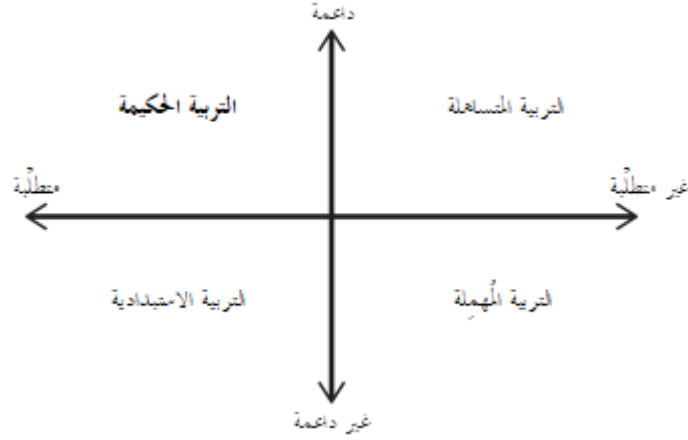 داعمة
التربية الحكيمة
التربية المتساهلة
متطلِّبة
غير متطلِّبة
التربية الاستبدادية
التربية المُهمِلة
غير داعمة